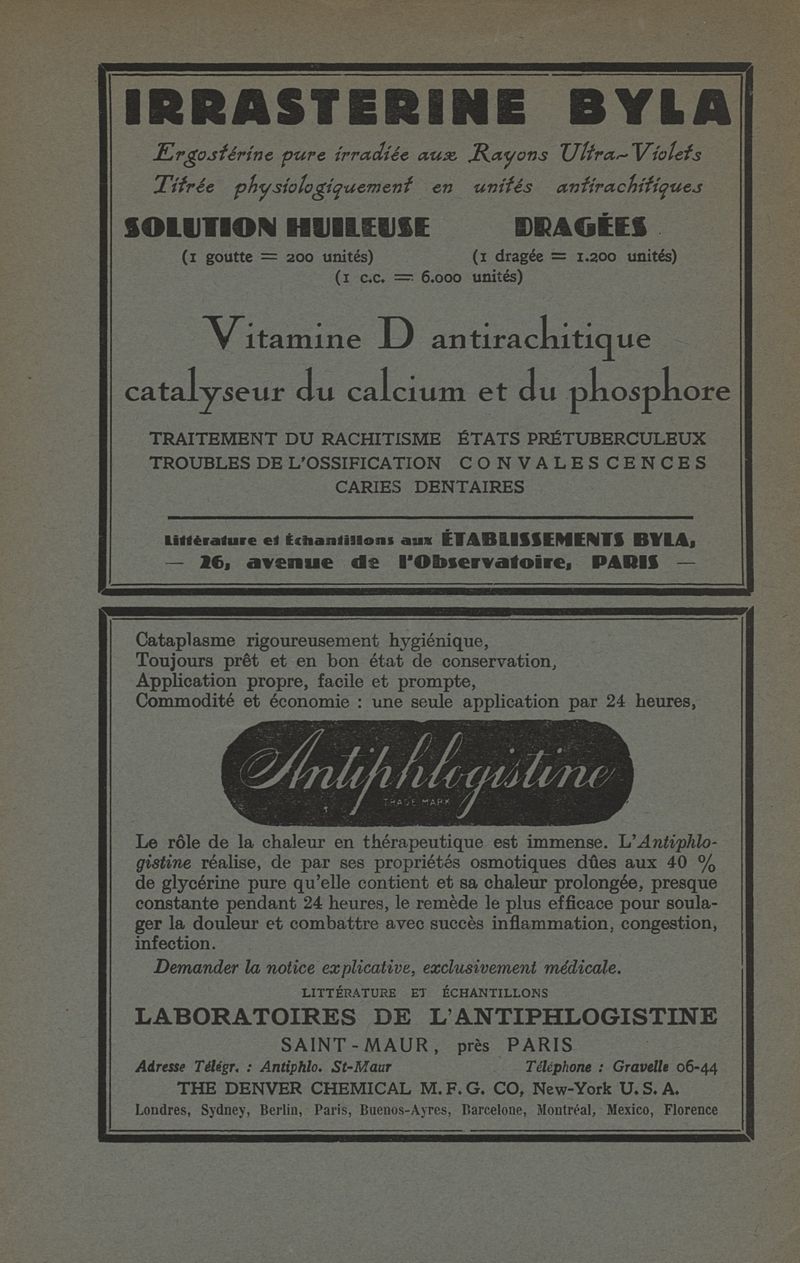 IRRASTERINE BYLA
Ergostérine pure irradiée aux Rayons Ultra-Violets
Titrée physiologiquement en unités antirachitiques
SOLUTION HUILEUSE DRAGÉES
(1 goutte = 200 unités) (1 dragée = 1.200 unités)
(1 c.c. = 6.000 unités)
Vitamine D antirachitique
catalyseur du calcium et du phosphore
TRAITEMENT DU RACHITISME ÉTATS PRÉTUBERCULEUX
TROUBLES DE L'OSSIFICATION CONVALESCENCES
CARIES DENTAIRES
Littérature et Échantillons aux ÉTABLISSEMENTS BYLA,
— 26, avenue de l'Observatoire, PARIS —
Cataplasme rigoureusement hygiénique,
Toujours prêt et en bon état de conservation,
Application propre, facile et prompte,
Commodité et économie : une seule application par 24 heures,
Antiphlogistine
TRADE MARK
Le rôle de la chaleur en thérapeutique est immense. L'Antiphlo-
gistine réalise, de par ses propriétés osmotiques dûes aux 40 %
de glycérine pure qu'elle contient et sa chaleur prolongée, presque
constante pendant 24 heures, le remède le plus efficace pour soula-
ger la douleur et combattre avec succès inflammation, congestion,
infection.
Demander la notice explicative, exclusivement médicale.
LITTÉRATURE ET ÉCHANTILLONS
LABORATOIRES DE L'ANTIPHLOGISTINE
SAINT-MAUR, près PARIS
Adresse Télégr. : Antiphlo. St-Maur Téléphone : Gravelle 06-44
THE DENVER CHEMICAL M.F.G. CO, New-York U.S.A.
Londres, Sydney, Berlin, Paris, Buenos-Ayres, Barcelone, Montréal, Mexico, Florence